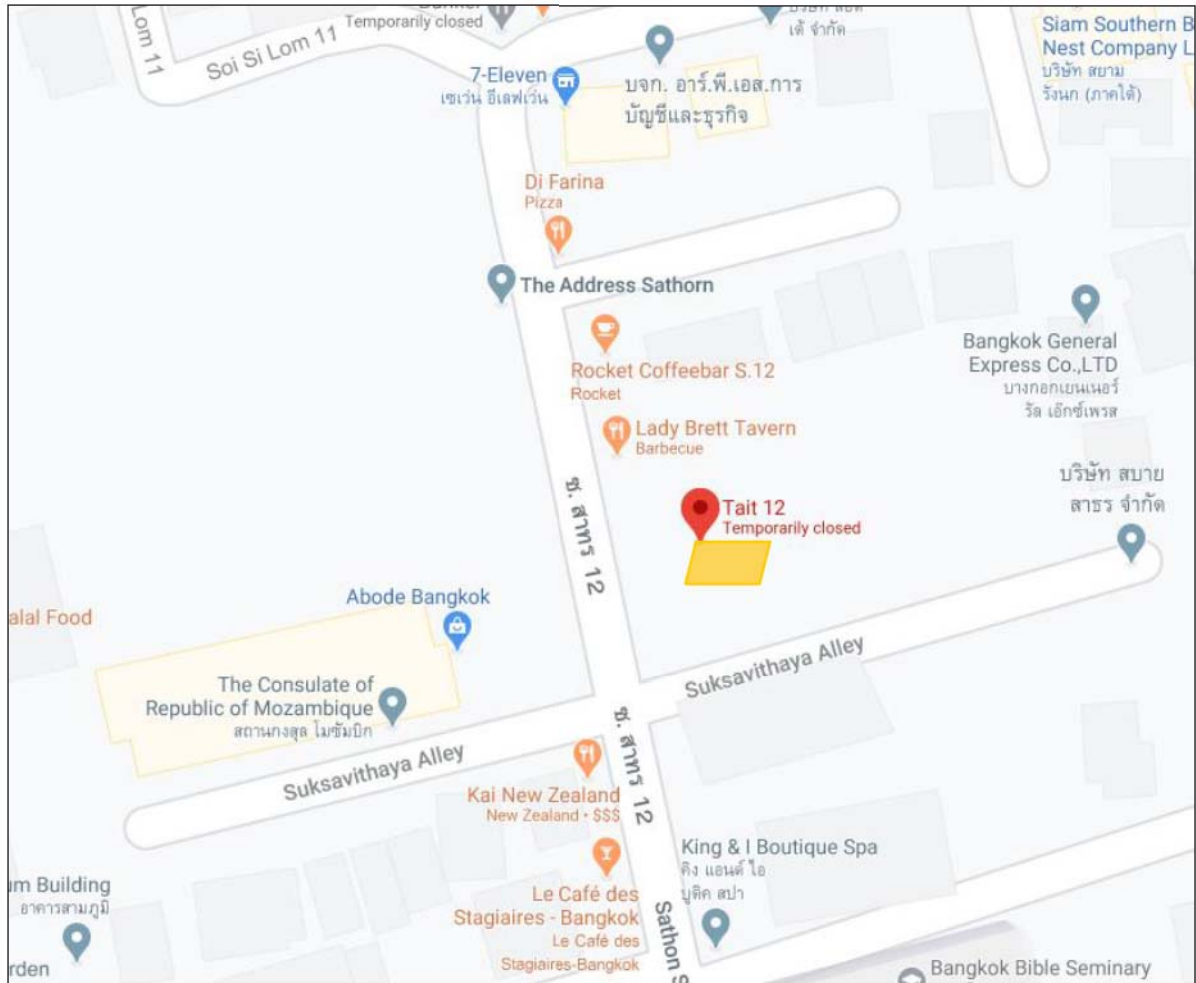 Temporarily closed
Lom 11
Soi Si Lom 11
7-Eleven
เซเว่น อีเลฟเว่น
เต้ จำกัด
บจก. อาร์.พี.เอส.การ
บัญชีและธุรกิจ
Siam Southern B
Nest Company L
บริษัท สยาม
รังนก (ภาคใต้)
Di Farina
Pizza
The Address Sathorn
Rocket Coffeebar S.12
Rocket
Bangkok General
Express Co.,LTD
บางกอกเยนเนอร์
รัล เอ๊กซ์เพรส
Lady Brett Tavern
Barbecue
ซ. สาทร 12
Tait 12
Temporarily closed
บริษัท สบาย
สาธร จำกัด
Abode Bangkok
alal Food
The Consulate of
Republic of Mozambique
สถานกงสุล โมซัมบิก
Suksavithaya Alley
Suksavithaya Alley
ซ. สาทร 12
Kai New Zealand
New Zealand • $$$
King & I Boutique Spa
คิง แอนด์ ไอ
บูติค สปา
um Building
อาคารสามภูมิ
Le Café des
Stagiaires - Bangkok
Le Café des
Stagiaires-Bangkok
Sathon S
rden
Bangkok Bible Seminary